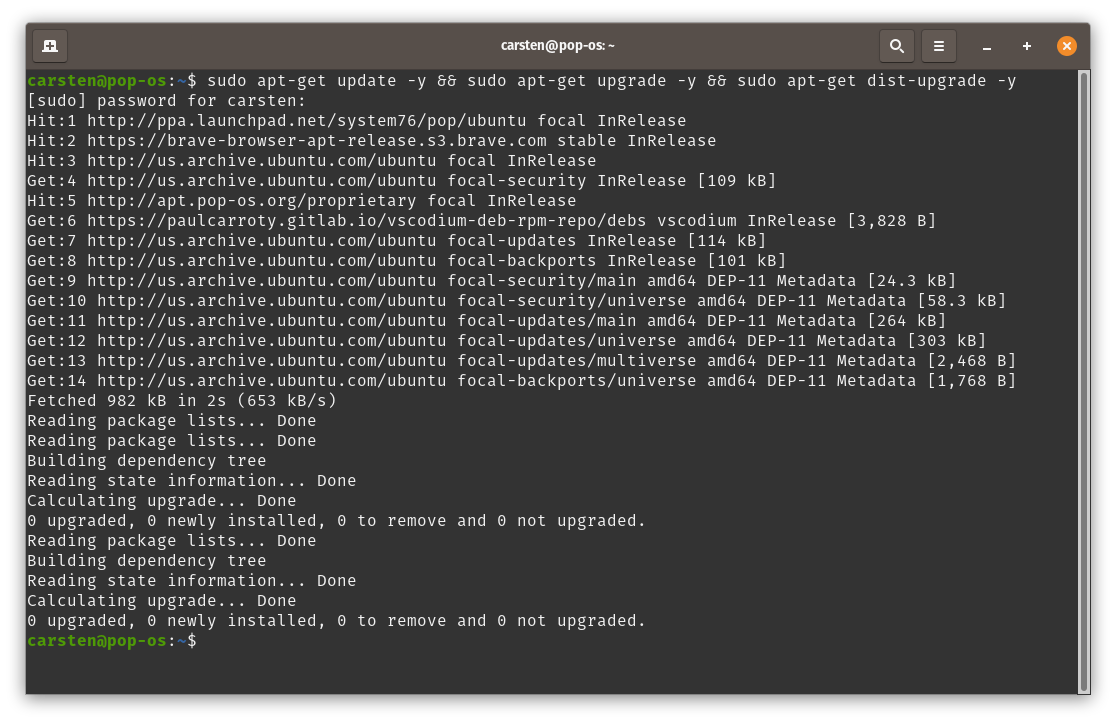 carsten@pop-os: ~
carsten@pop-os:~$ sudo apt-get update -y && sudo apt-get upgrade -y && sudo apt-get dist-upgrade -y
[sudo] password for carsten:
Hit:1 http://ppa.launchpad.net/system76/pop/ubuntu focal InRelease
Hit:2 https://brave-browser-apt-release.s3.brave.com stable InRelease
Hit:3 http://us.archive.ubuntu.com/ubuntu focal InRelease
Get:4 http://us.archive.ubuntu.com/ubuntu focal-security InRelease [109 kB]
Hit:5 http://apt.pop-os.org/proprietary focal InRelease
Get:6 https://paulcarroty.gitlab.io/vscodium-deb-rpm-repo/debs vscodium InRelease [3,828 B]
Get:7 http://us.archive.ubuntu.com/ubuntu focal-updates InRelease [114 kB]
Get:8 http://us.archive.ubuntu.com/ubuntu focal-backports InRelease [101 kB]
Get:9 http://us.archive.ubuntu.com/ubuntu focal-security/main amd64 DEP-11 Metadata [24.3 kB]
Get:10 http://us.archive.ubuntu.com/ubuntu focal-security/universe amd64 DEP-11 Metadata [58.3 kB]
Get:11 http://us.archive.ubuntu.com/ubuntu focal-updates/main amd64 DEP-11 Metadata [264 kB]
Get:12 http://us.archive.ubuntu.com/ubuntu focal-updates/universe amd64 DEP-11 Metadata [303 kB]
Get:13 http://us.archive.ubuntu.com/ubuntu focal-updates/multiverse amd64 DEP-11 Metadata [2,468 B]
Get:14 http://us.archive.ubuntu.com/ubuntu focal-backports/universe amd64 DEP-11 Metadata [1,768 B]
Fetched 982 kB in 2s (653 kB/s)
Reading package lists... Done
Reading package lists... Done
Building dependency tree
Reading state information... Done
Calculating upgrade... Done
0 upgraded, 0 newly installed, 0 to remove and 0 not upgraded.
Reading package lists... Done
Building dependency tree
Reading state information... Done
Calculating upgrade... Done
0 upgraded, 0 newly installed, 0 to remove and 0 not upgraded.
carsten@pop-os:~$